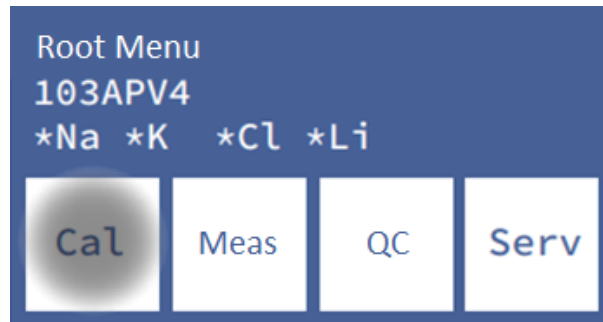 Root Menu
103APV4
*Na *K *Cl *Li
Cal Meas QC Serv